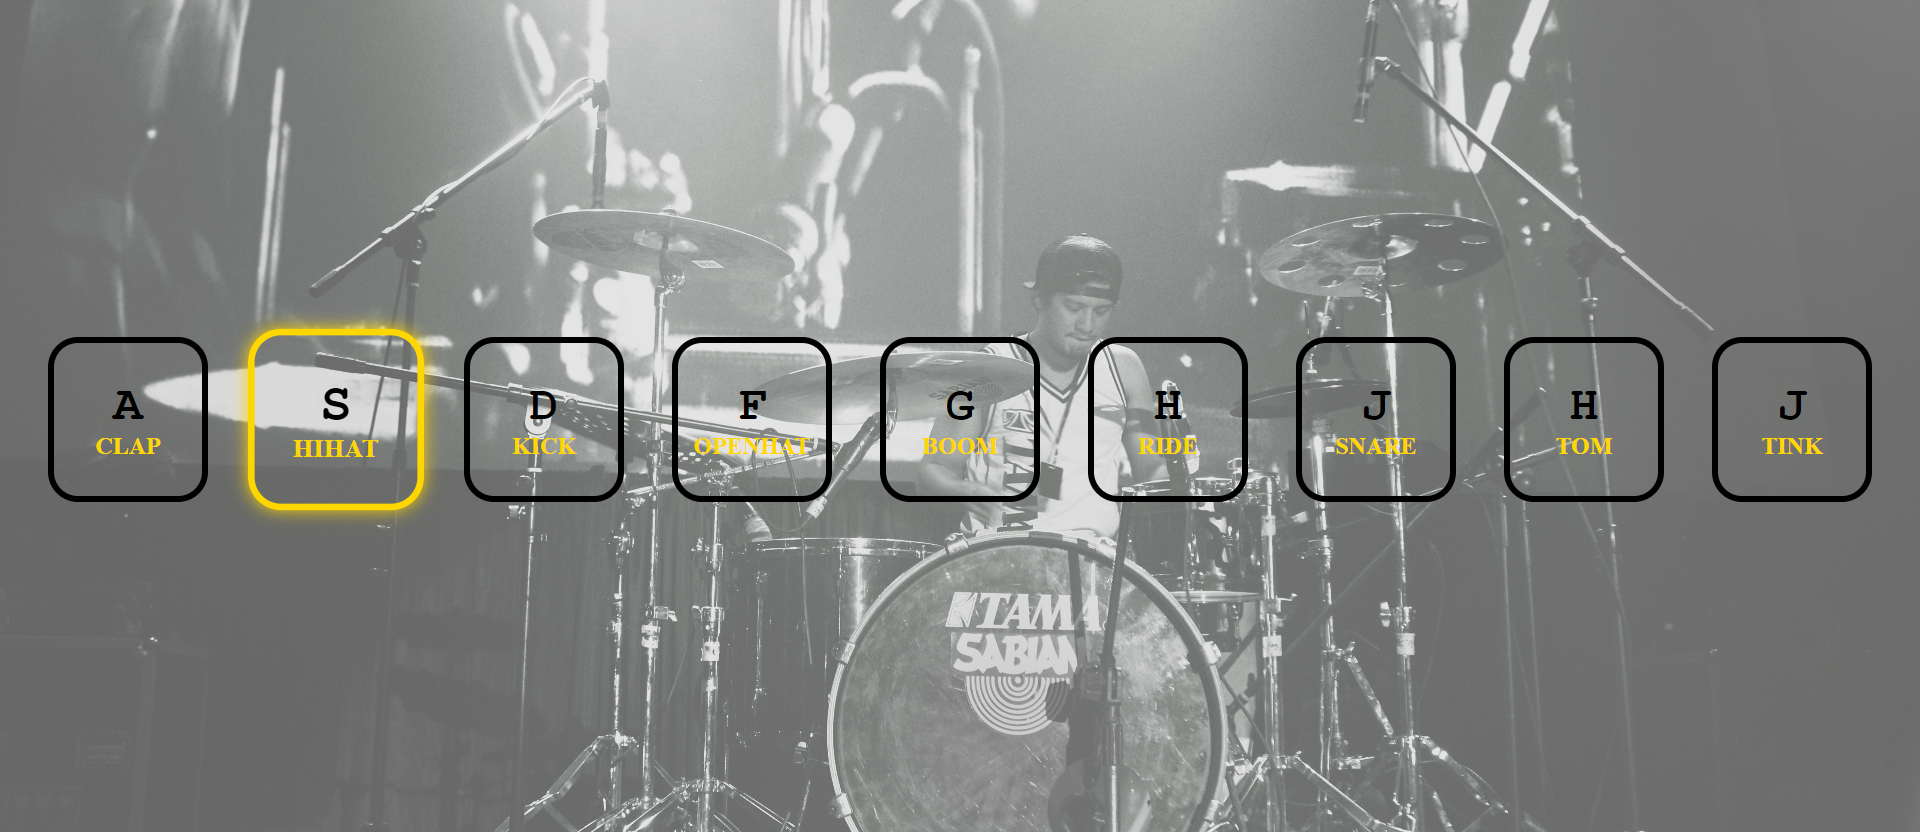 A
CLAP
S
HIHAT
D
KICK
F
OPENHAT
G
BOOM
H
RIDE
J
SNARE
H
TOM
J
TINK
TAMA
SABIAN